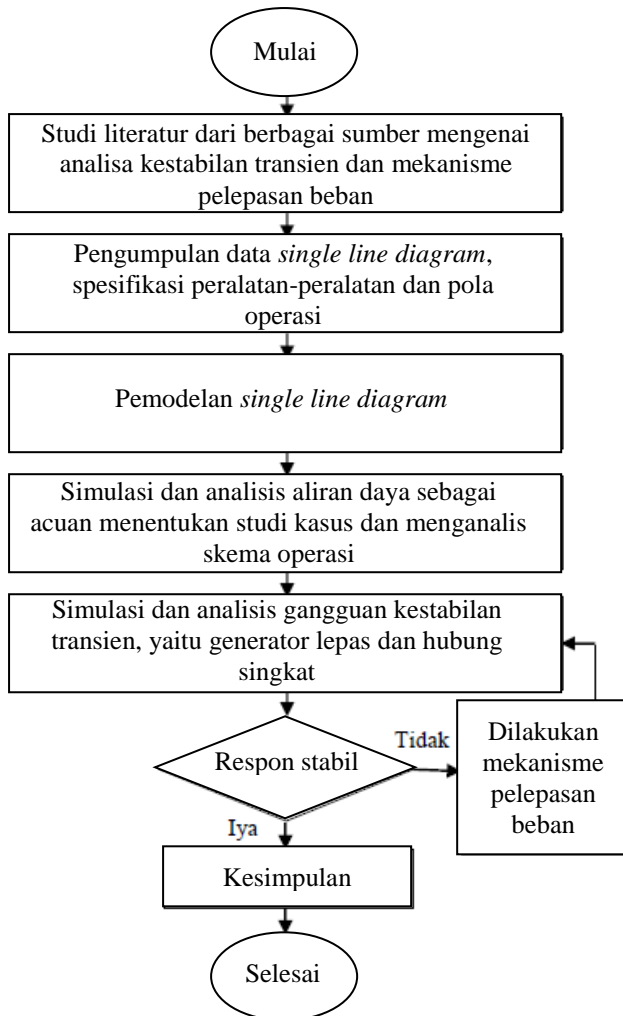 Mulai
Studi literatur dari berbagai sumber mengenai
analisa kestabilan transien dan mekanisme
pelepasan beban
Pengumpulan data single line diagram,
spesifikasi peralatan-peralatan dan pola
operasi
Pemodelan single line diagram
Simulasi dan analisis aliran daya sebagai
acuan menentukan studi kasus dan menganalis
skema operasi
Simulasi dan analisis gangguan kestabilan
transien, yaitu generator lepas dan hubung
singkat
Respon stabil
Tidak
Dilakukan
mekanisme
pelepasan
beban
Iya
Kesimpulan
Selesai